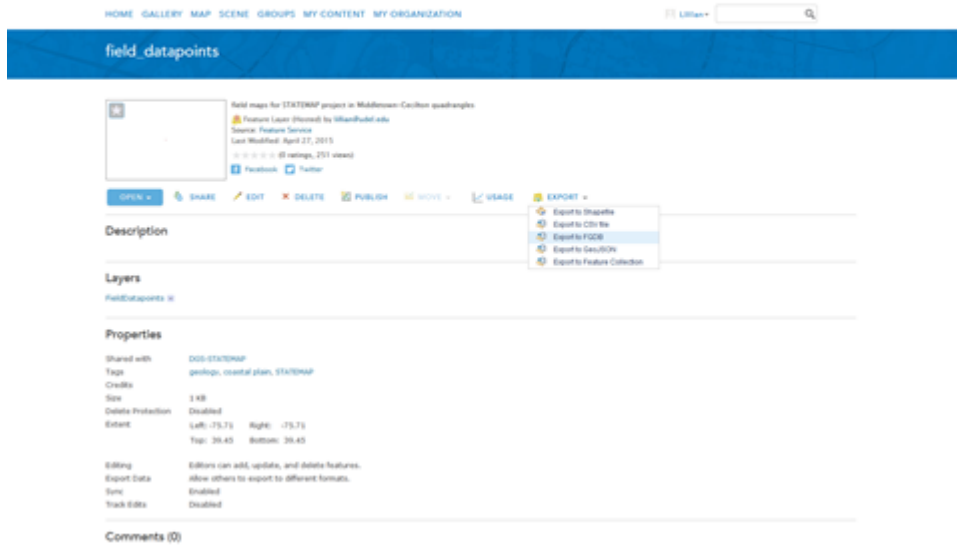 HOME GALLERY MAP SCENE GROUPS MY CONTENT MY ORGANIZATION Lillian
field_datapoints
field maps for STATEMAP project in Middletown-Cecilton quadrangles
Feature Layer (Hosted) by lillian@udel.edu
Source: Feature Service
Last Modified: April 27, 2015
(0 ratings, 251 views)
Facebook Twitter
OPEN SHARE EDIT DELETE PUBLISH MOVE USAGE EXPORT
Export to Shapefile
Export to CSV file
Export to FGDB
Export to GeoJSON
Export to Feature Collection
Description
Layers
FieldDatapoints
Properties
Shared with DGS-STATEMAP
Tags geology, coastal plain, STATEMAP
Credits
Size 1 KB
Delete Protection Disabled
Extent Left: -75.71 Right: -75.71
Top: 39.45 Bottom: 39.45
Editing Editors can add, update, and delete features.
Export Data Allow others to export to different formats.
Sync Enabled
Track Edits Disabled
Comments (0)